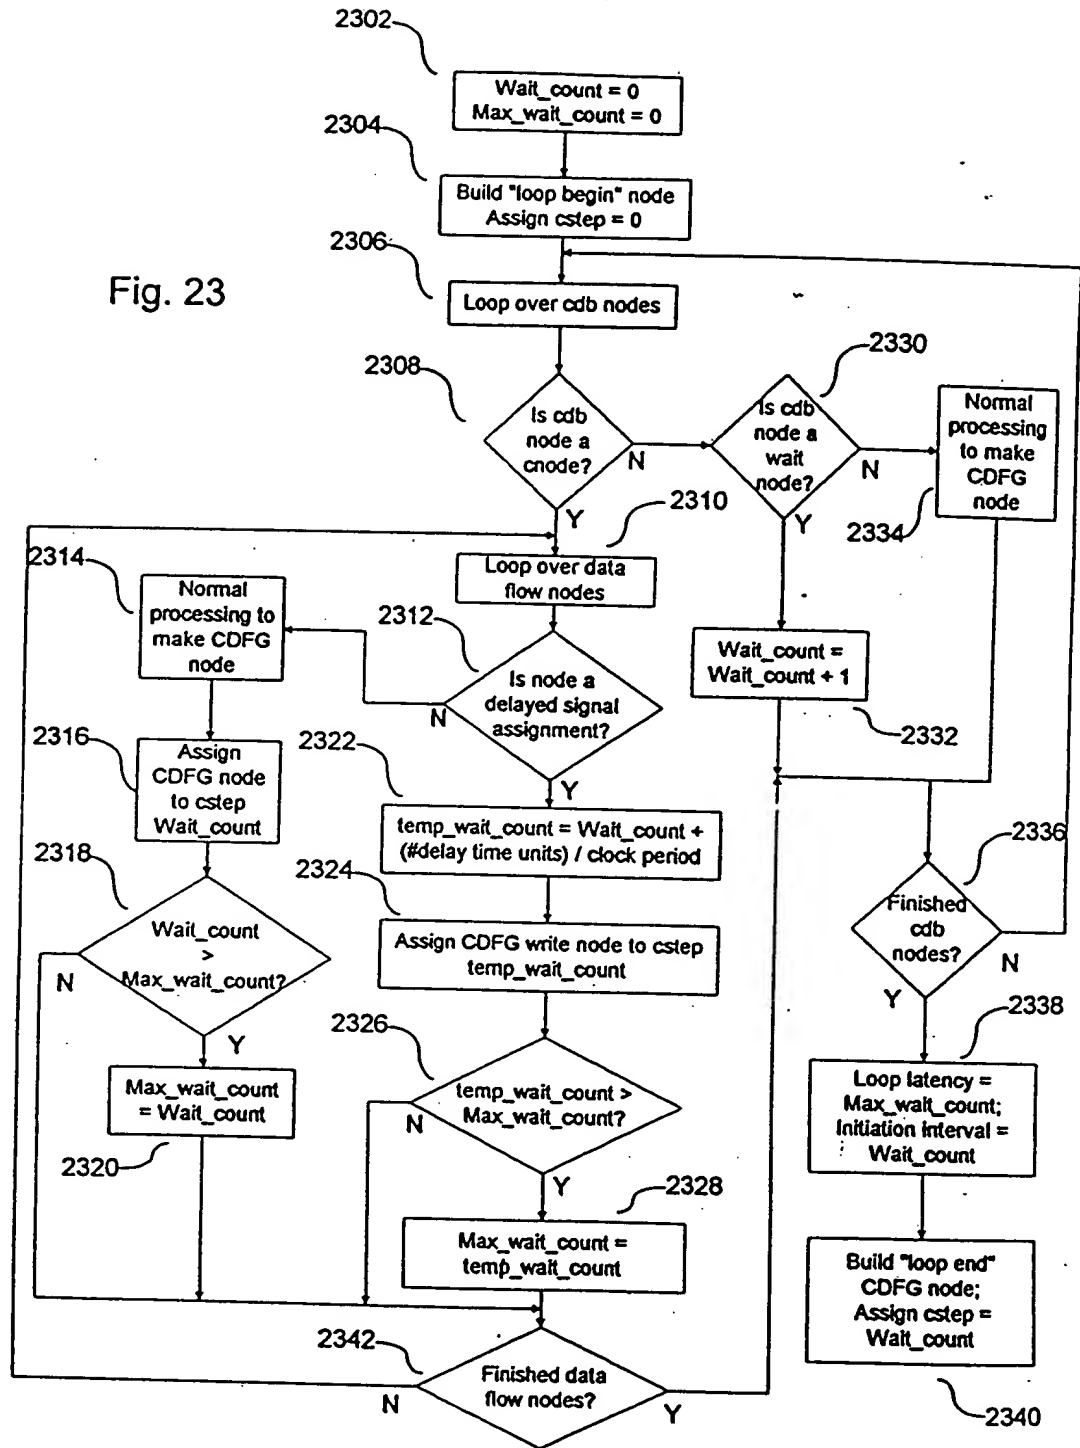 2302
Wait_count = 0
Max_wait_count = 0
2304
Build "loop begin" node
Assign cstep = 0
2306
Fig. 23
Loop over cdb nodes
2308
2330
Is cdb
node a
cnode?
N
Y
Is cdb
node a
wait
node?
N
Y
Normal
processing
to make
CDFG
node
2334
2310
Loop over data
flow nodes
2314
Normal
processing to
make CDFG
node
2312
Is node a
delayed signal
assignment?
N
Y
Wait_count =
Wait_count + 1
2332
2316
Assign
CDFG node
to cstep
Wait_count
2322
temp_wait_count = Wait_count +
(#delay time units) / clock period
2318
Wait_count
>
Max_wait_count?
N
Y
2324
Assign CDFG write node to cstep
temp_wait_count
2336
Finished
cdb
nodes?
N
Y
2326
temp_wait_count >
Max_wait_count?
N
Y
2338
Loop latency =
Max_wait_count;
Initiation interval =
Wait_count
Max_wait_count
= Wait_count
2320
2328
Max_wait_count =
temp_wait_count
Build "loop end"
CDFG node;
Assign cstep =
Wait_count
2340
2342
Finished data
flow nodes?
N
Y